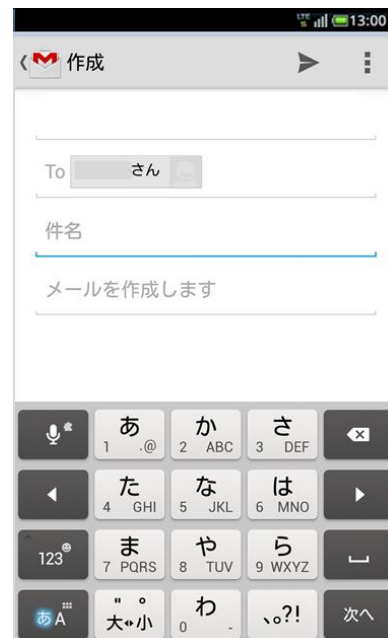 LTE 13:00
作成
To さん
件名
メールを作成します
あ か さ
1 .@ 2 ABC 3 DEF
た な は
4 GHI 5 JKL 6 MNO
123 ま や ら
7 PQRS 8 TUV 9 WXYZ
あA 大⇔小 わ 、。?! 次へ
0 -